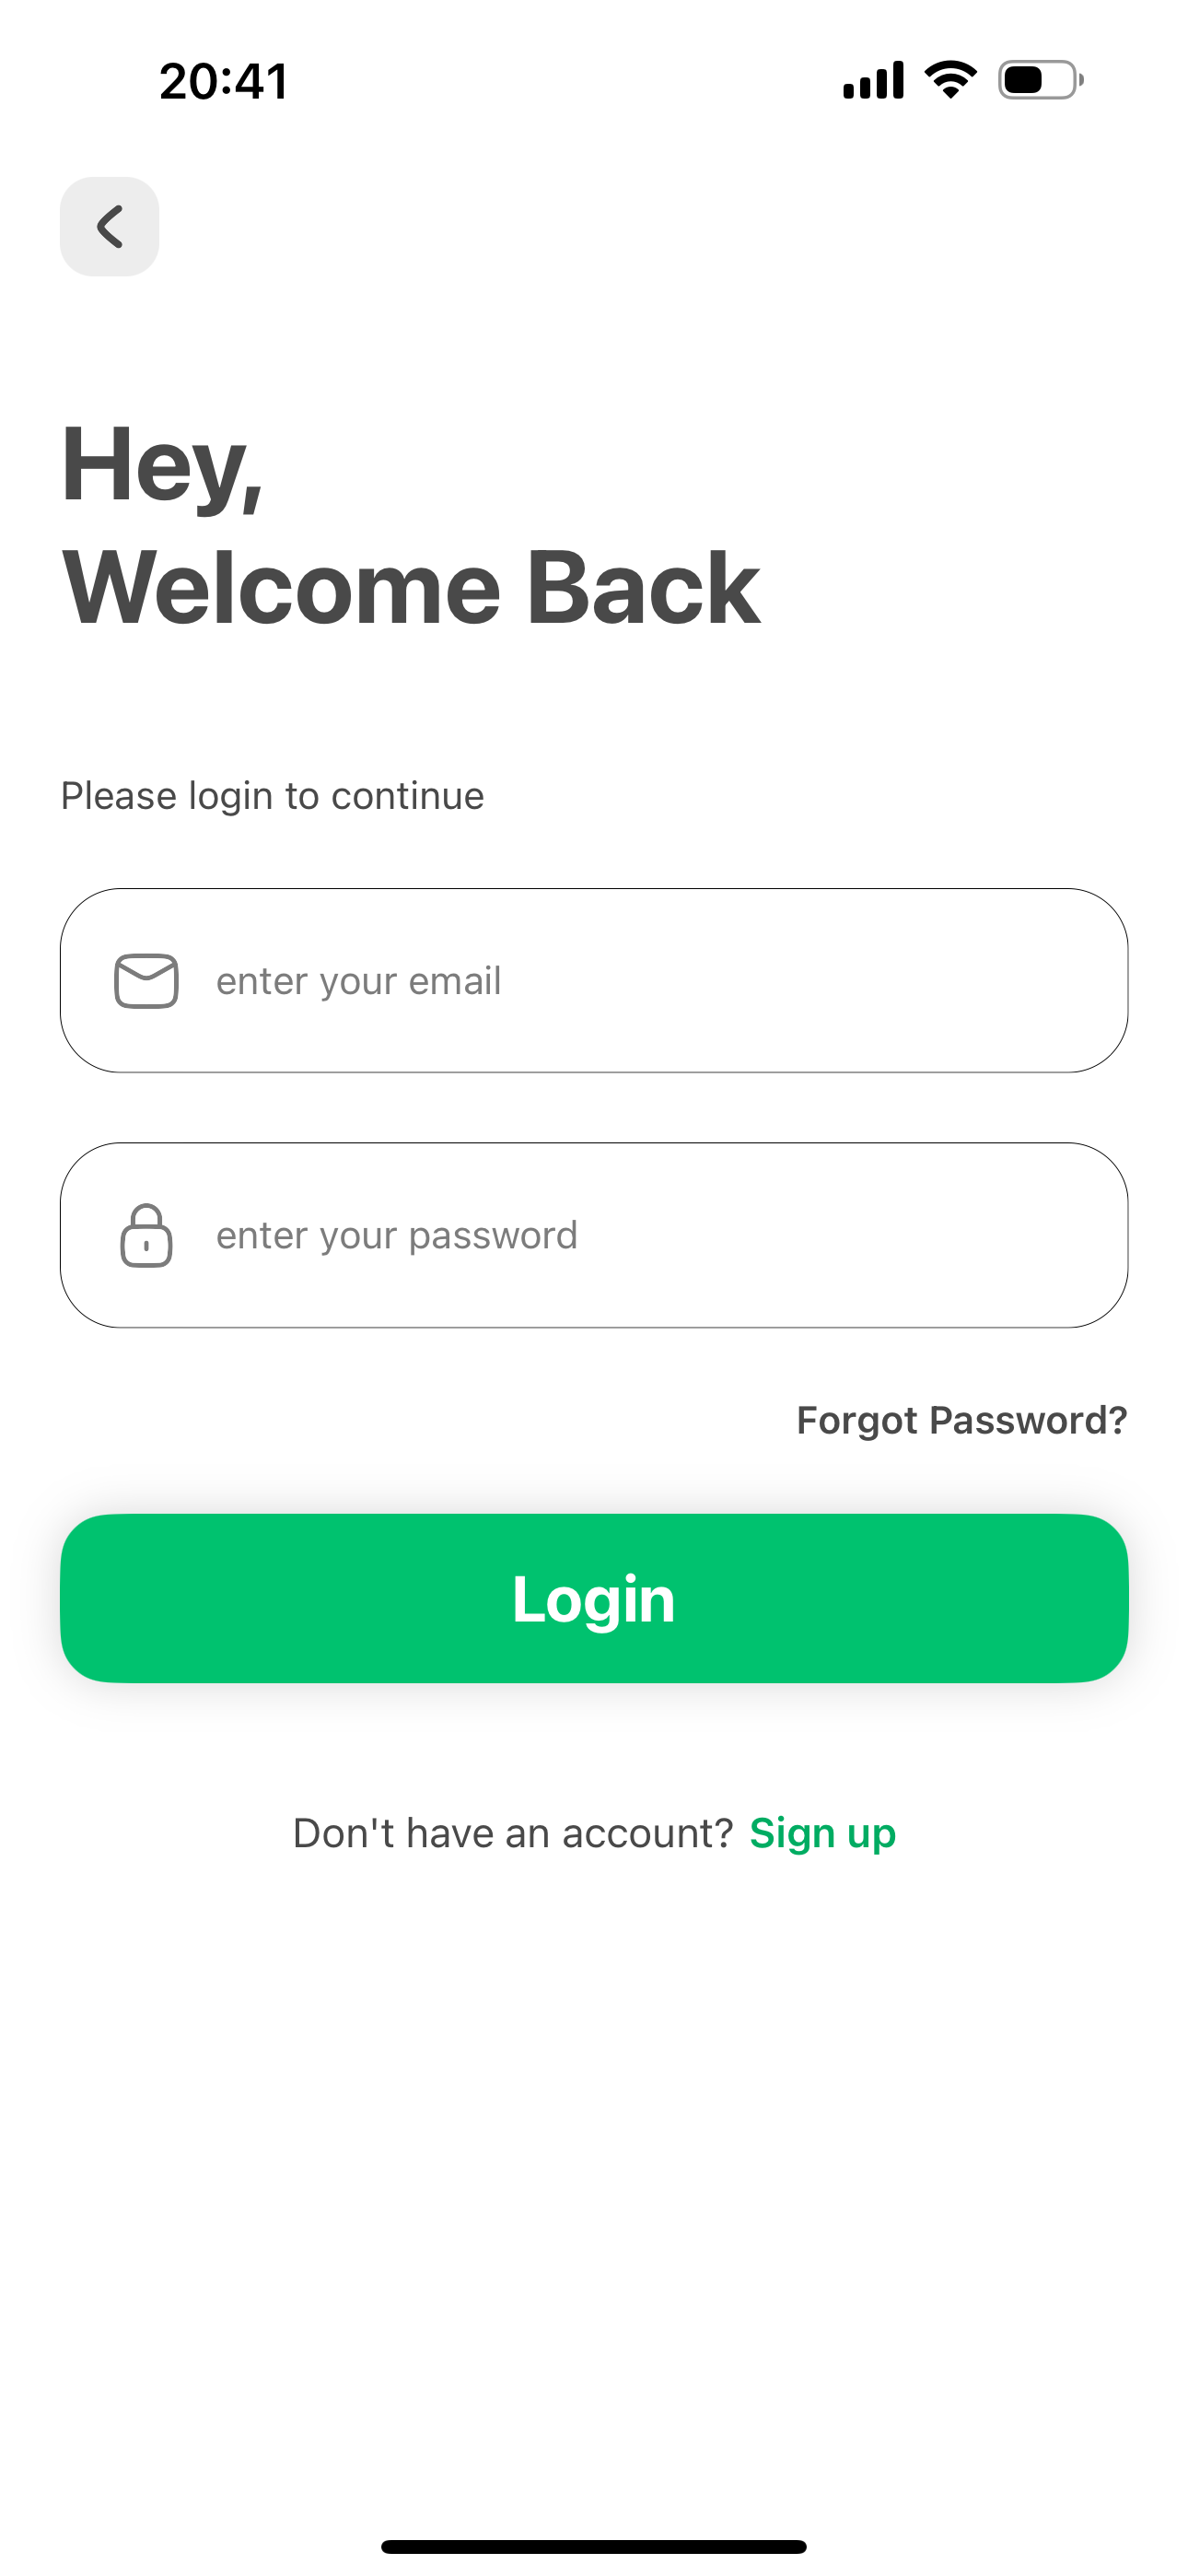 20:41
Hey,
Welcome Back
Please login to continue
enter your email
enter your password
Forgot Password?
Login
Don't have an account? Sign up